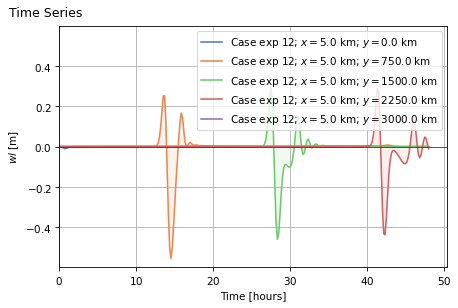 Time Series
Case exp 12; x = 5.0 km; y = 0.0 km
Case exp 12; x = 5.0 km; y = 750.0 km
Case exp 12; x = 5.0 km; y = 1500.0 km
Case exp 12; x = 5.0 km; y = 2250.0 km
Case exp 12; x = 5.0 km; y = 3000.0 km
0.4
0.2
0.0
−0.2
−0.4
wl [m]
0 10 20 30 40 50
Time [hours]